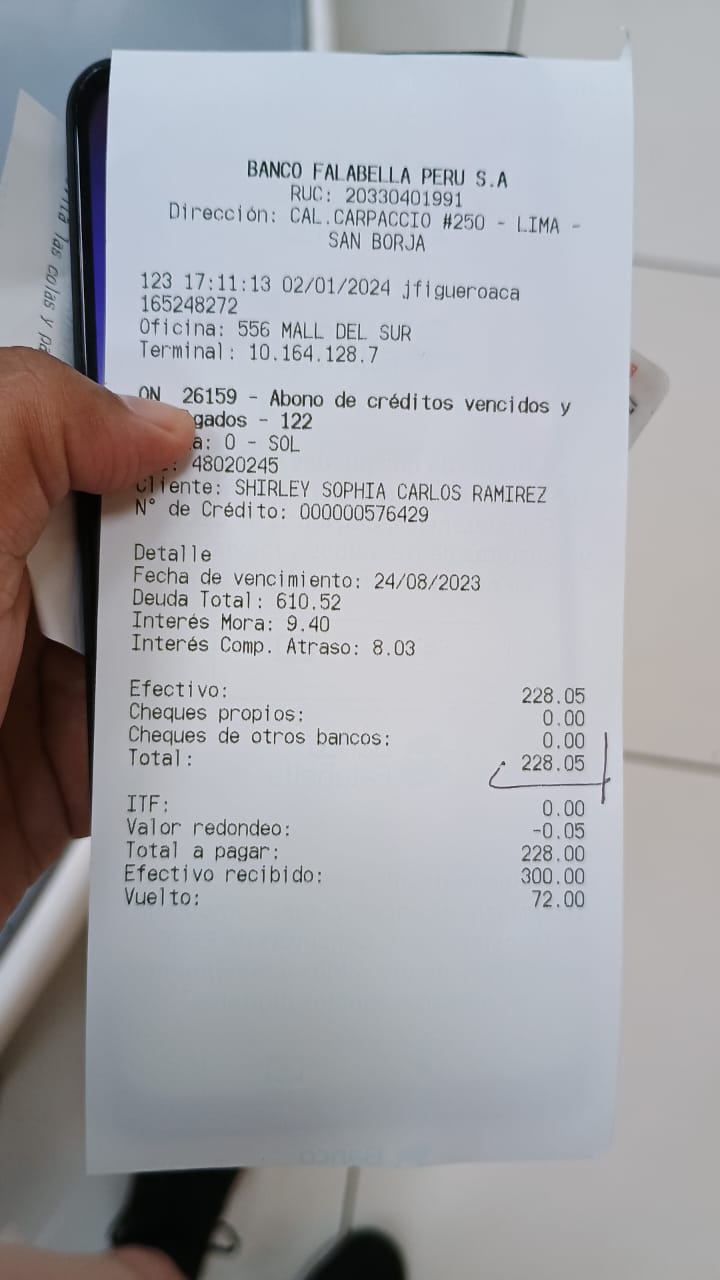 BANCO FALABELLA PERU S.A
RUC: 20330401991
Dirección: CAL.CARPACCIO #250 - LIMA -
SAN BORJA
123 17:11:13 02/01/2024 jfigueroaca
165248272
Oficina: 556 MALL DEL SUR
Terminal: 10.164.128.7
ON 26159 - Abono de créditos vencidos y
gados - 122
a: 0 - SOL
48020245
Cliente: SHIRLEY SOPHIA CARLOS RAMIREZ
N° de Crédito: 000000576429
Detalle
Fecha de vencimiento: 24/08/2023
Deuda Total: 610.52
Interés Mora: 9.40
Interés Comp. Atraso: 8.03
Efectivo: 228.05
Cheques propios: 0.00
Cheques de otros bancos: 0.00
Total: 228.05
ITF: 0.00
Valor redondeo: -0.05
Total a pagar: 228.00
Efectivo recibido: 300.00
Vuelto: 72.00
las colas y